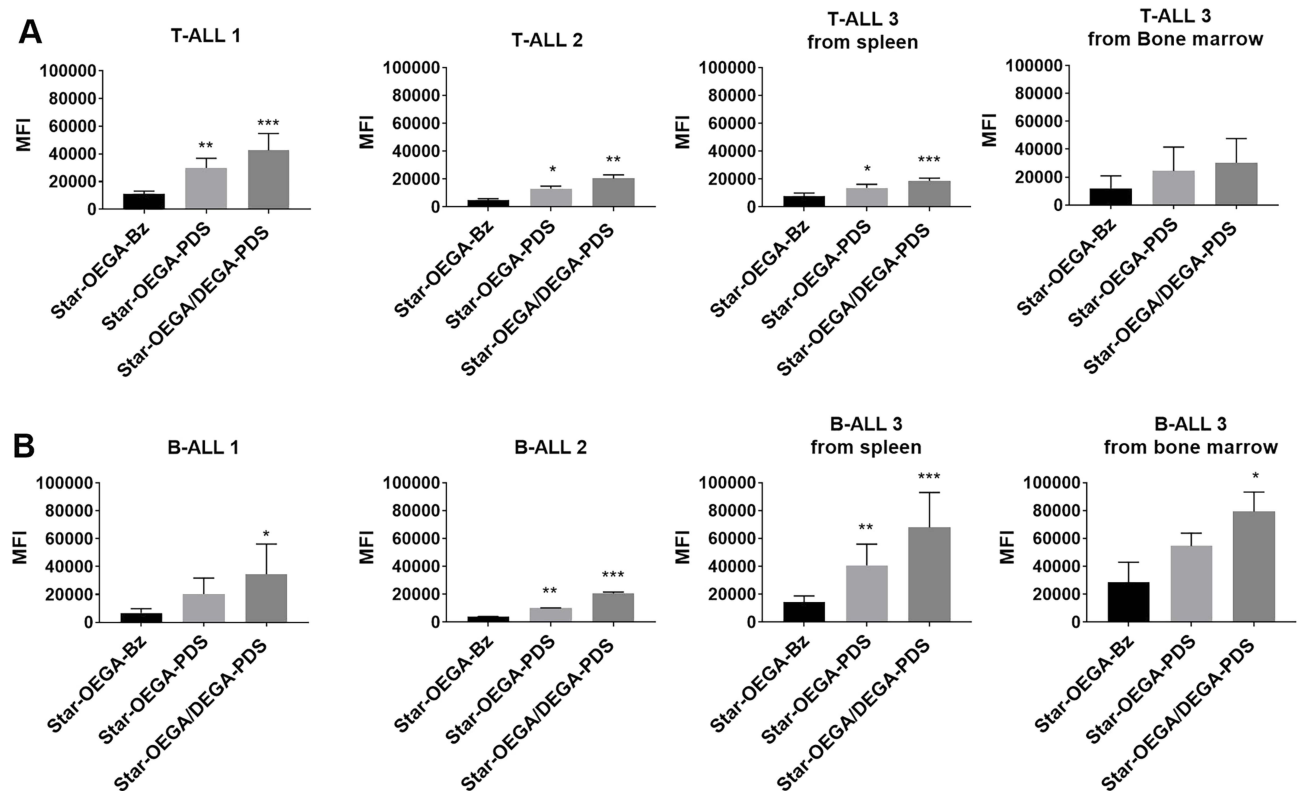 A
T-ALL 1
MFI
100000
80000
60000
40000
20000
0
**
***
Star-OEGA-Bz
Star-OEGA-PDS
Star-OEGA/DEGA-PDS
T-ALL 2
MFI
100000
80000
60000
40000
20000
0
*
**
Star-OEGA-Bz
Star-OEGA-PDS
Star-OEGA/DEGA-PDS
T-ALL 3
from spleen
MFI
100000
80000
60000
40000
20000
0
*
***
Star-OEGA-Bz
Star-OEGA-PDS
Star-OEGA/DEGA-PDS
T-ALL 3
from Bone marrow
MFI
100000
80000
60000
40000
20000
0
Star-OEGA-Bz
Star-OEGA-PDS
Star-OEGA/DEGA-PDS
B
B-ALL 1
MFI
100000
80000
60000
40000
20000
0
*
Star-OEGA-Bz
Star-OEGA-PDS
Star-OEGA/DEGA-PDS
B-ALL 2
MFI
100000
80000
60000
40000
20000
0
**
***
Star-OEGA-Bz
Star-OEGA-PDS
Star-OEGA/DEGA-PDS
B-ALL 3
from spleen
MFI
100000
80000
60000
40000
20000
0
**
***
Star-OEGA-Bz
Star-OEGA-PDS
Star-OEGA/DEGA-PDS
B-ALL 3
from bone marrow
MFI
100000
80000
60000
40000
20000
0
*
Star-OEGA-Bz
Star-OEGA-PDS
Star-OEGA/DEGA-PDS